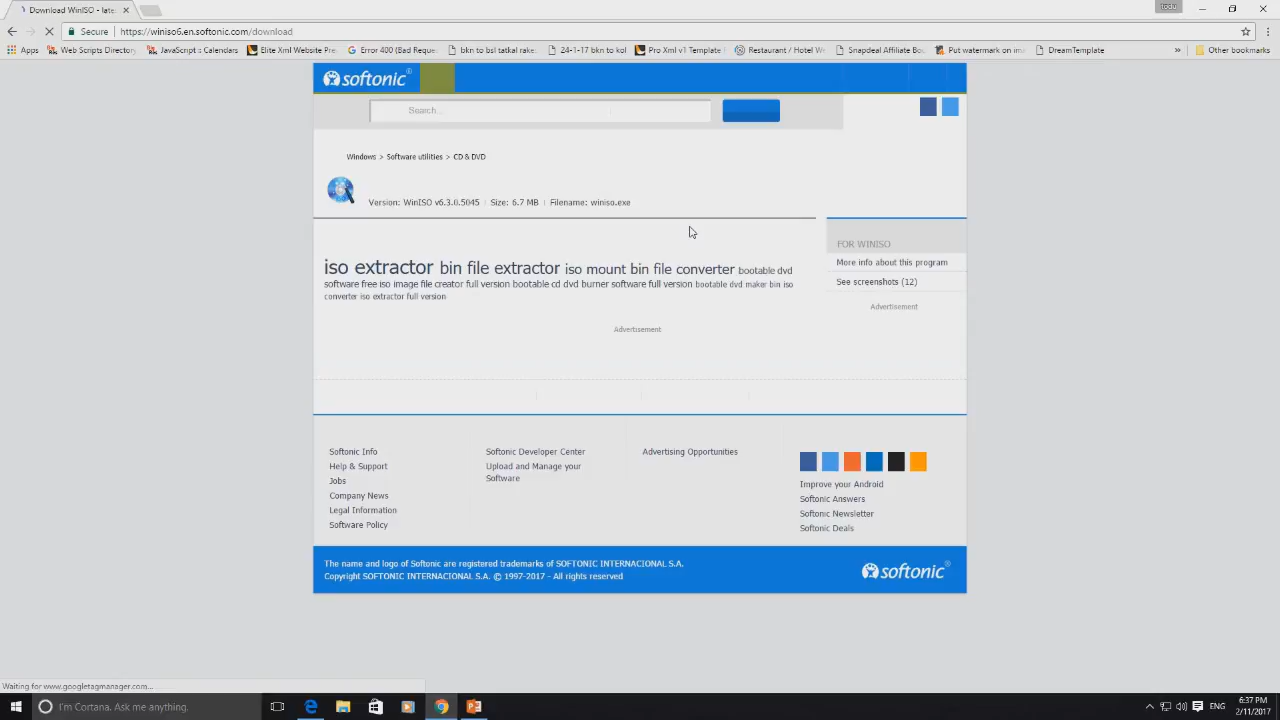 Download WinISO - late
Secure
https://winiso6.en.softonic.com/download
Apps
Web Scripts Directory
JavaScript's Calendars
Elite Xml Website Pre
Error 400 (Bad Reque
bkn to bsl tatkal rake
24-1-17 bkn to kol
Pro Xml v1 Template
Restaurant / Hotel We
Snapdeal Affiliate Bo
Put watermark on im
DreamTemplate
»
Other bookmarks
softonic®
Search...
Windows > Software utilities > CD & DVD
Version: WinISO v6.3.0.5045 | Size: 6.7 MB | Filename: winiso.exe
FOR WINISO
More info about this program
See screenshots (12)
Advertisement
iso extractor bin file extractor iso mount bin file converter bootable dvd
software free iso image file creator full version bootable cd dvd burner software full version bootable dvd maker bin iso
converter iso extractor full version
Advertisement
Softonic Info
Help & Support
Jobs
Company News
Legal Information
Software Policy
Softonic Developer Center
Upload and Manage your
Software
Advertising Opportunities
Improve your Android
Softonic Answers
Softonic Newsletter
Softonic Deals
The name and logo of Softonic are registered trademarks of SOFTONIC INTERNACIONAL S.A.
Copyright SOFTONIC INTERNACIONAL S.A. © 1997-2017 - All rights reserved
softonic®
Waiting for www.googletagmanager.com...
I'm Cortana. Ask me anything.
ENG
6:37 PM
2/11/2017